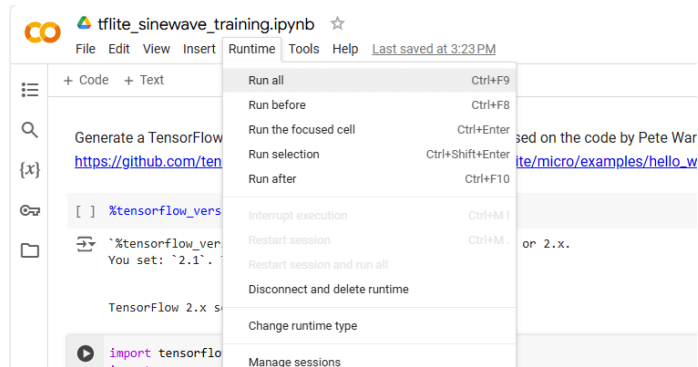 tflite_sinewave_training.ipynb
File Edit View Insert Runtime Tools Help Last saved at 3:23 PM
+ Code + Text
Run all Ctrl+F9
Run before Ctrl+F8
Run the focused cell Ctrl+Enter
Run selection Ctrl+Shift+Enter
Run after Ctrl+F10
Interrupt execution Ctrl+M I
Restart session Ctrl+M .
Restart session and run all
Disconnect and delete runtime
Change runtime type
Manage sessions
Generate a TensorFlow sed on the code by Pete War
https://github.com/ten ite/micro/examples/hello_w
{x}
[ ] %tensorflow_vers
`%tensorflow_ver or 2.x.
You set: `2.1`.
TensorFlow 2.x s
import tensorflo